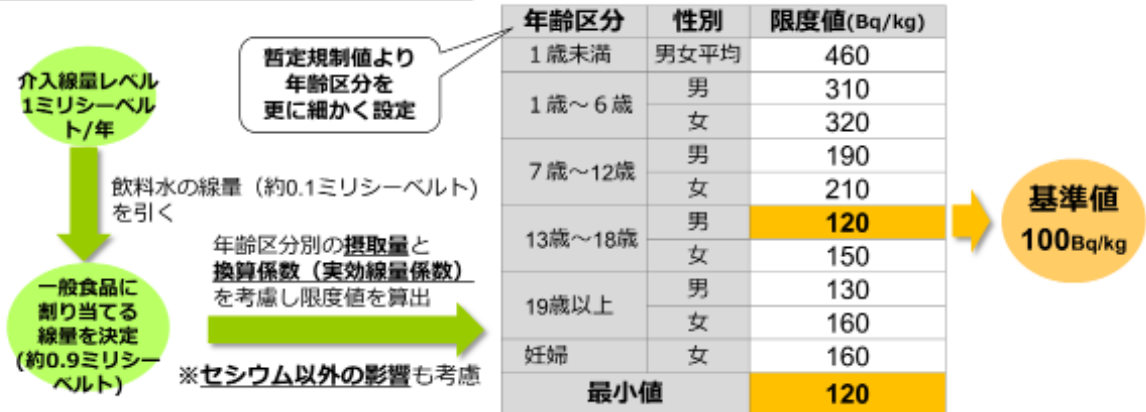 介入線量レベル
1ミリシーベル
ト/年
飲料水の線量（約0.1ミリシーベルト）
を引く
一般食品に
割り当てる
線量を決定
(約0.9ミリシー
ベルト)
年齢区分別の摂取量と
換算係数（実効線量係数）
を考慮し限度値を算出
※セシウム以外の影響も考慮
暫定規制値より
年齢区分を
更に細かく設定
年齢区分 性別 限度値(Bq/kg)
１歳未満 男女平均 460
１歳～６歳 男 310
女 320
７歳～12歳 男 190
女 210
13歳～18歳 男 120
女 150
19歳以上 男 130
女 160
妊婦 女 160
最小値 120
基準値
100Bq/kg